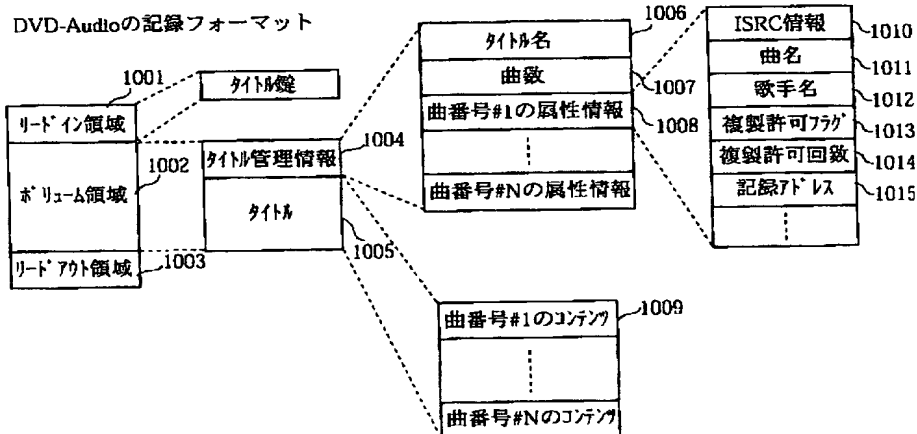 DVD-Audioの記録フォーマット
1001
リードイン領域
ボリューム領域
1002
リードアウト領域
1003
タイトル鍵
タイトル管理情報
1004
タイトル
1005
タイトル名
1006
曲数
1007
曲番号#1の属性情報
1008
曲番号#Nの属性情報
ISRC情報
1010
曲名
1011
歌手名
1012
複製許可フラグ
1013
複製許可回数
1014
記録アドレス
1015
曲番号#1のコンテンツ
1009
曲番号#Nのコンテンツ